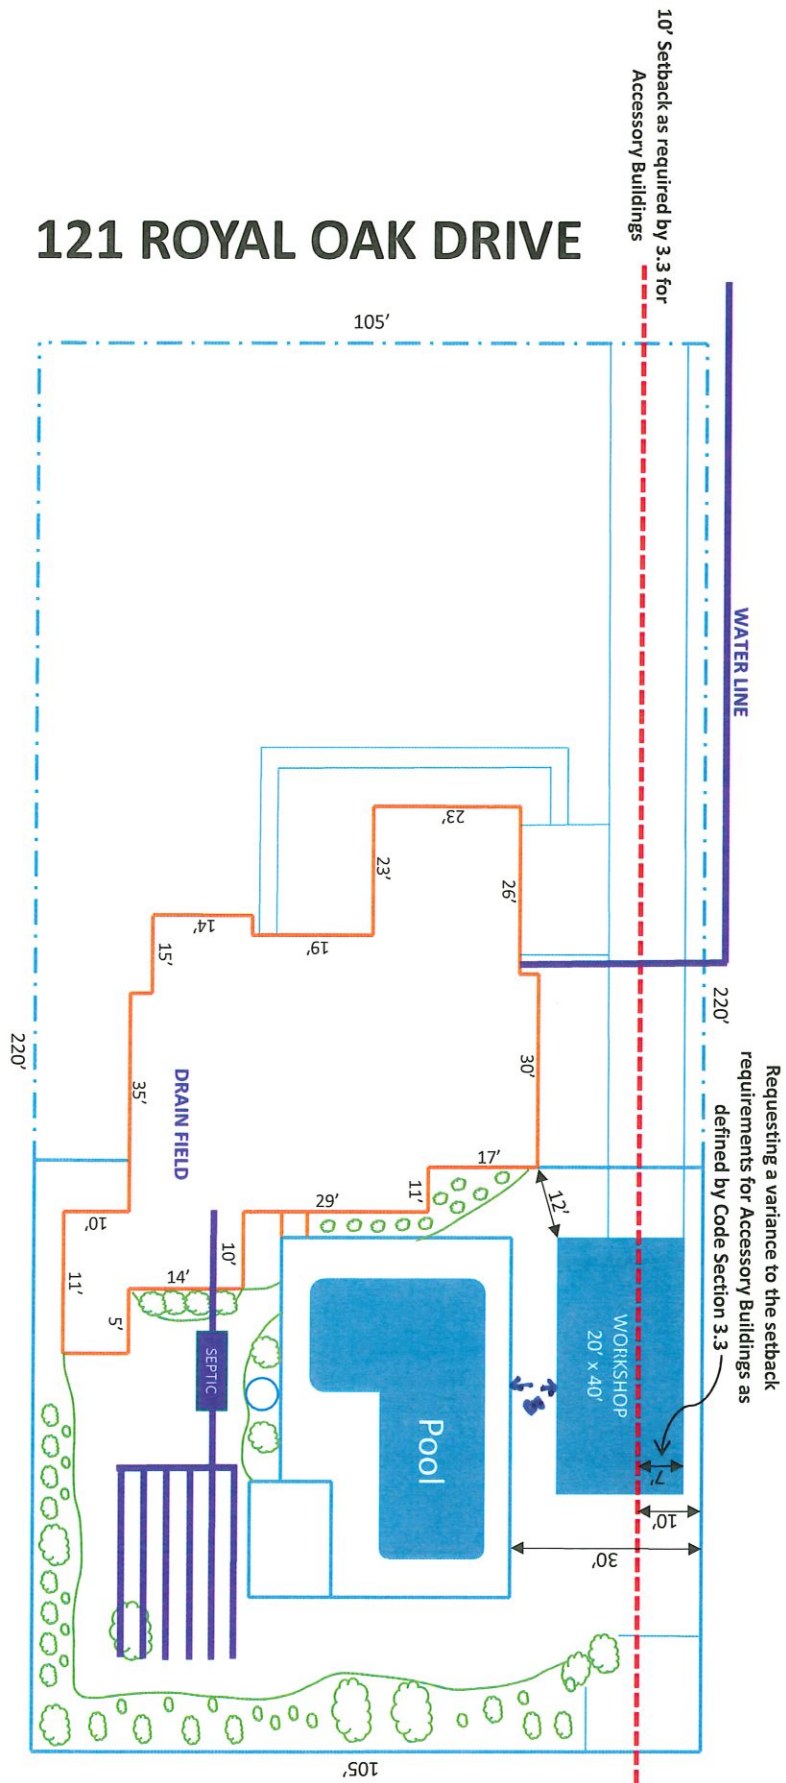 10' Setback as required by 3.3 for
Accessory Buildings
121 ROYAL OAK DRIVE
105'
WATER LINE
23'
23'
26'
14'
19'
15'
220'
220'
Requesting a variance to the setback
requirements for Accessory Buildings as
defined by Code Section 3.3
35'
DRAIN FIELD
30'
17'
11'
29'
12'
10'
10'
11'
14'
5'
SEPTIC
WORKSHOP
20' x 40'
Pool
7'
10'
30'
105'